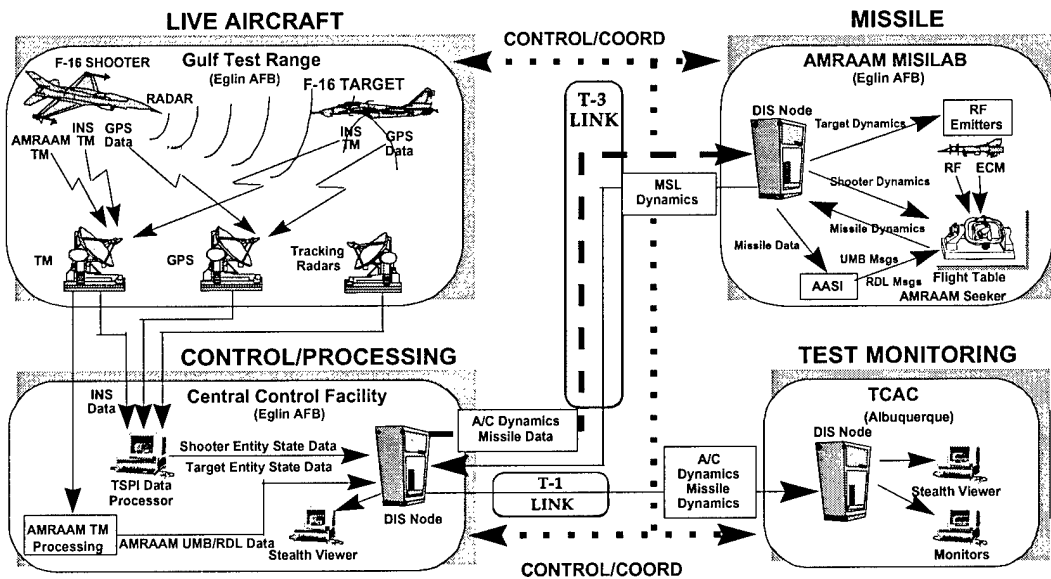 LIVE AIRCRAFT
Gulf Test Range
(Eglin AFB)
F-16 SHOOTER
RADAR
F-16 TARGET
AMRAAM
TM
INS
TM
GPS
Data
INS
TM
GPS
Data
TM
GPS
Tracking
Radars
CONTROL/COORD
T-3
LINK
MSL
Dynamics
MISSILE
AMRAAM MISILAB
(Eglin AFB)
DIS Node
Target Dynamics
RF
Emitters
RF
ECM
Shooter Dynamics
Missile Dynamics
Missile Data
UMB Msgs
RDL Msgs
AASI
Flight Table
AMRAAM Seeker
CONTROL/PROCESSING
Central Control Facility
(Eglin AFB)
INS
Data
Shooter Entity State Data
Target Entity State Data
TSPI Data
Processor
AMRAAM TM
Processing
AMRAAM UMB/RDL Data
Stealth Viewer
DIS Node
A/C Dynamics
Missile Data
T-1
LINK
A/C
Dynamics
Missile
Dynamics
CONTROL/COORD
TEST MONITORING
TCAC
(Albuquerque)
DIS Node
Stealth Viewer
Monitors